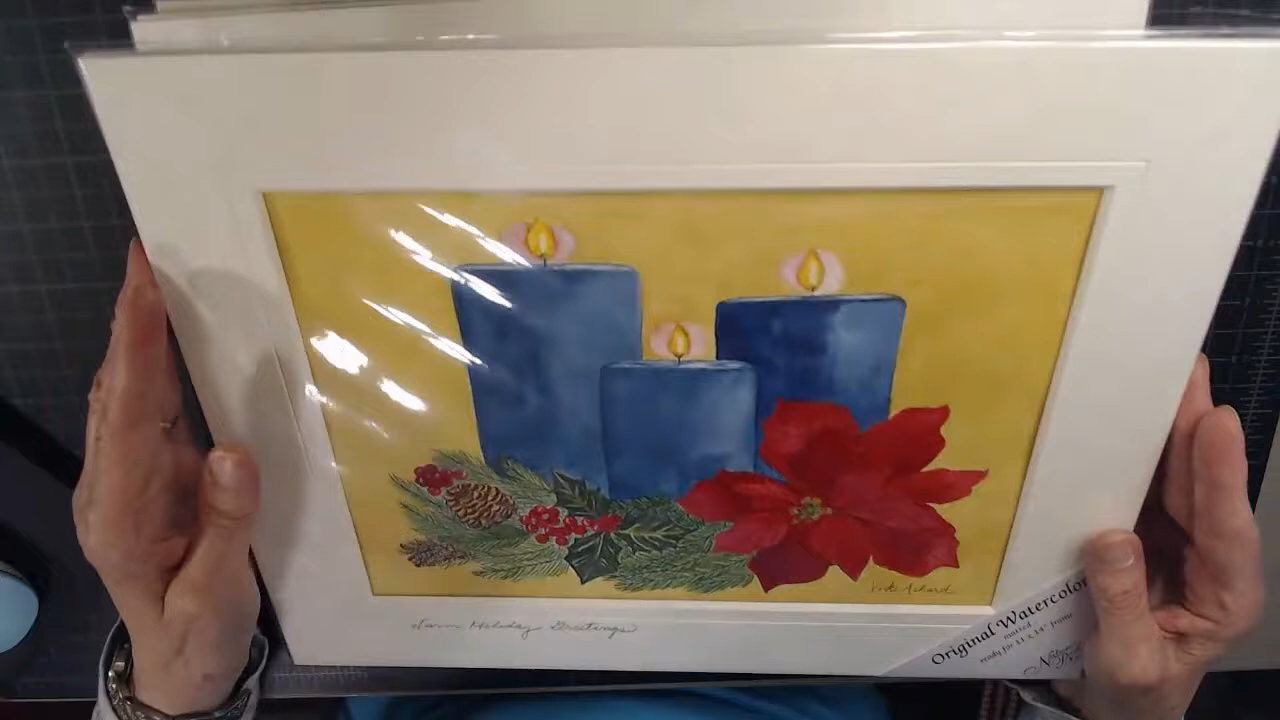 Warm Holiday Greetings
Original Watercolor
matted
ready for 11 x 14" frame